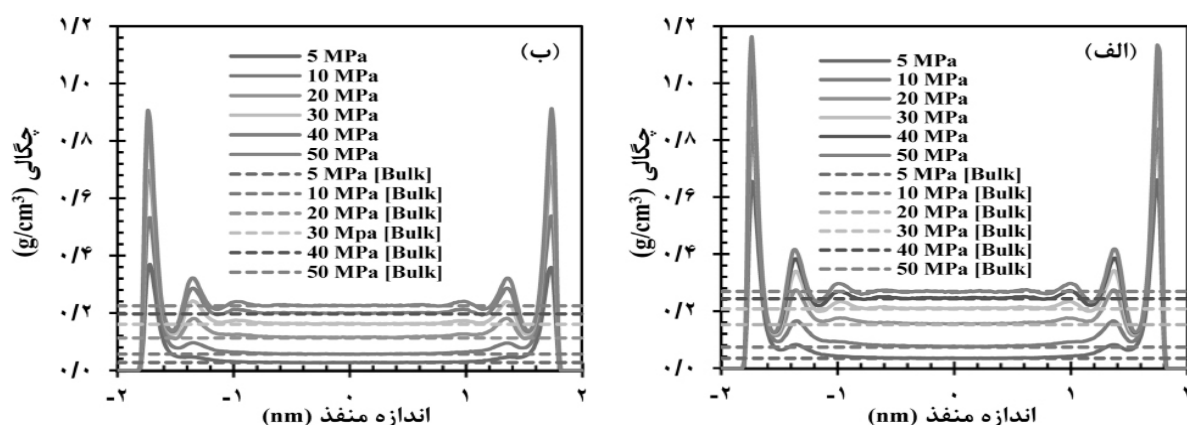 (الف)
۱/۲
۱/۰
۰/۸
۰/۶
۰/۴
۰/۲
۰/۰
چگالی (g/cm³)
5 MPa
10 MPa
20 MPa
30 MPa
40 MPa
50 MPa
5 MPa [Bulk]
10 MPa [Bulk]
20 MPa [Bulk]
30 MPa [Bulk]
40 MPa [Bulk]
50 MPa [Bulk]
-۲ -۱ ۰ ۱ ۲
اندازه منفذ (nm)
(ب)
۱/۲
۱/۰
۰/۸
۰/۶
۰/۴
۰/۲
۰/۰
چگالی (g/cm³)
5 MPa
10 MPa
20 MPa
30 MPa
40 MPa
50 MPa
5 MPa [Bulk]
10 MPa [Bulk]
20 MPa [Bulk]
30 Mpa [Bulk]
40 MPa [Bulk]
50 MPa [Bulk]
-۲ -۱ ۰ ۱ ۲
اندازه منفذ (nm)